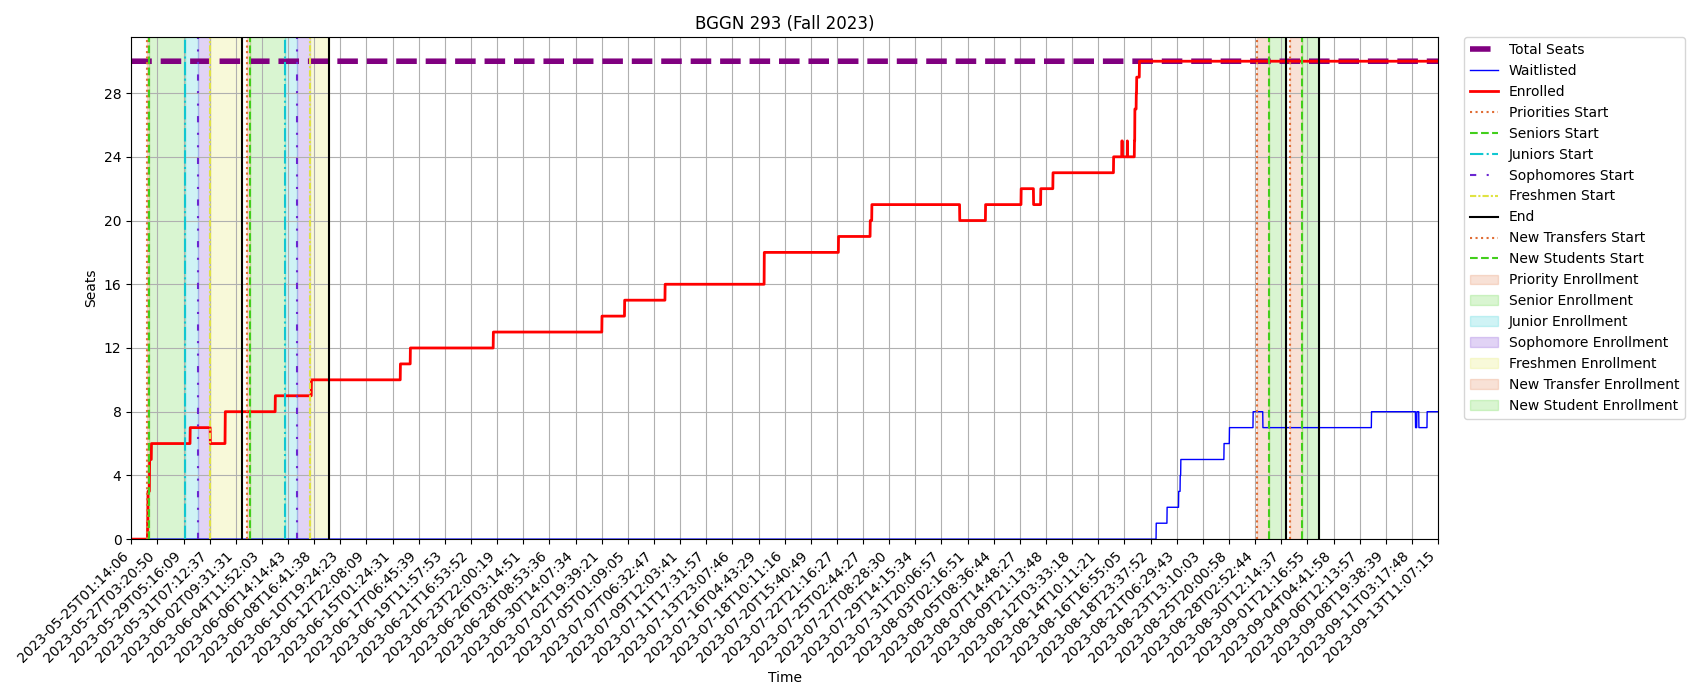 BGGN 293 (Fall 2023)
Seats
28
24
20
16
12
8
4
0
2023-05-25T01:14:06
2023-05-27T03:20:50
2023-05-29T05:16:09
2023-05-31T07:12:37
2023-06-02T09:31:31
2023-06-04T11:52:03
2023-06-06T14:14:43
2023-06-08T16:41:38
2023-06-10T19:24:23
2023-06-12T22:08:09
2023-06-15T01:24:31
2023-06-17T06:45:39
2023-06-19T11:57:53
2023-06-21T16:53:52
2023-06-23T22:00:19
2023-06-26T03:14:51
2023-06-28T08:53:36
2023-06-30T14:07:34
2023-07-02T19:39:21
2023-07-05T01:09:05
2023-07-07T06:32:47
2023-07-09T12:03:41
2023-07-11T17:31:57
2023-07-13T23:07:46
2023-07-16T04:43:29
2023-07-18T10:11:16
2023-07-20T15:40:49
2023-07-22T21:16:27
2023-07-25T02:44:27
2023-07-27T08:28:30
2023-07-29T14:15:34
2023-07-31T20:06:57
2023-08-03T02:16:51
2023-08-05T08:36:44
2023-08-07T14:48:27
2023-08-09T21:13:48
2023-08-12T03:33:18
2023-08-14T10:11:21
2023-08-16T16:55:05
2023-08-18T23:37:52
2023-08-21T06:29:43
2023-08-23T13:10:03
2023-08-25T20:00:58
2023-08-28T02:52:44
2023-08-30T12:14:37
2023-09-01T21:16:55
2023-09-04T04:41:58
2023-09-06T12:13:57
2023-09-08T19:38:39
2023-09-11T03:17:48
2023-09-13T11:07:15
Time
Total Seats
Waitlisted
Enrolled
Priorities Start
Seniors Start
Juniors Start
Sophomores Start
Freshmen Start
End
New Transfers Start
New Students Start
Priority Enrollment
Senior Enrollment
Junior Enrollment
Sophomore Enrollment
Freshmen Enrollment
New Transfer Enrollment
New Student Enrollment